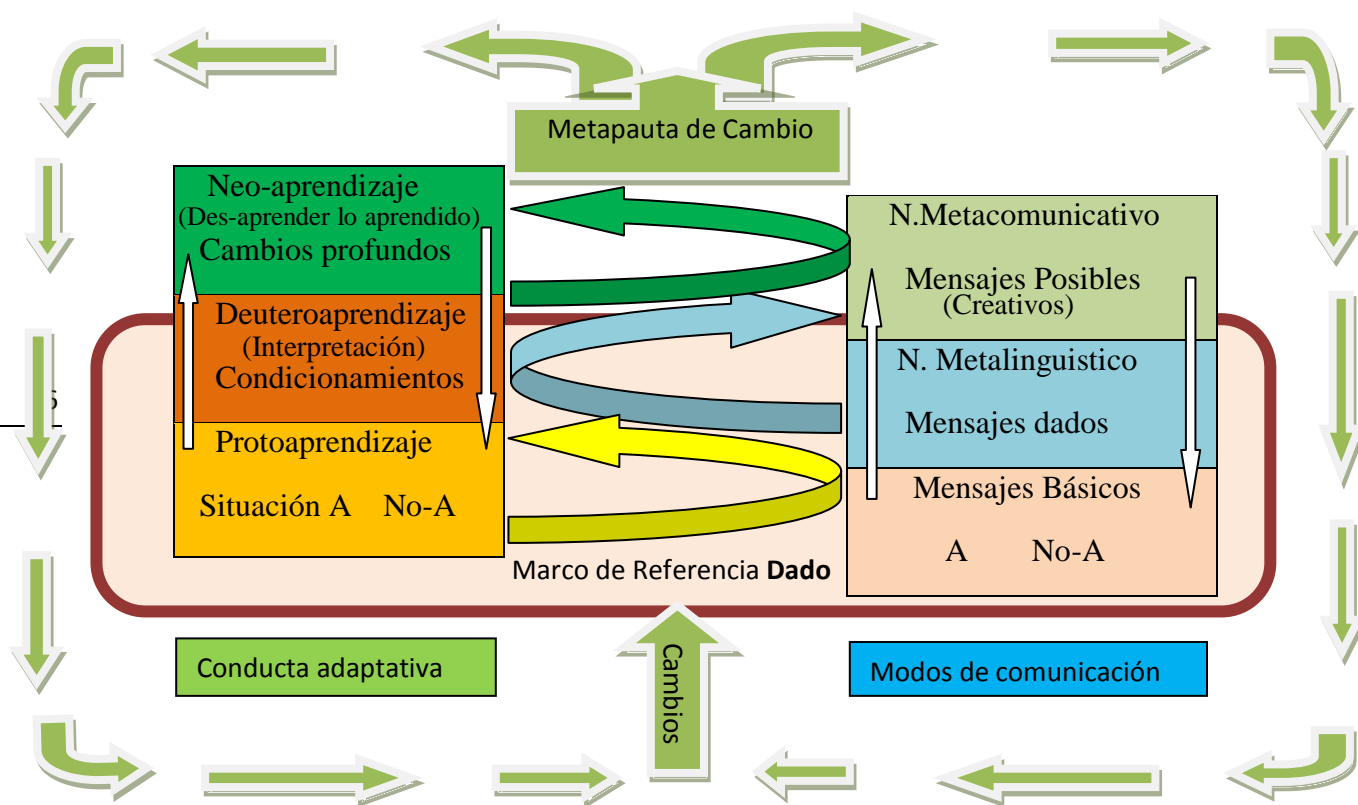 Metapauta de Cambio
Neo-aprendizaje
(Des-aprender lo aprendido)
Cambios profundos
Deuteroaprendizaje
(Interpretación)
Condicionamientos
Protoaprendizaje
Situación A No-A
N.Metacomunicativo
Mensajes Posibles
(Creativos)
N. Metalinguistico
Mensajes dados
Mensajes Básicos
A No-A
Marco de Referencia Dado
Conducta adaptativa
Cambios
Modos de comunicación